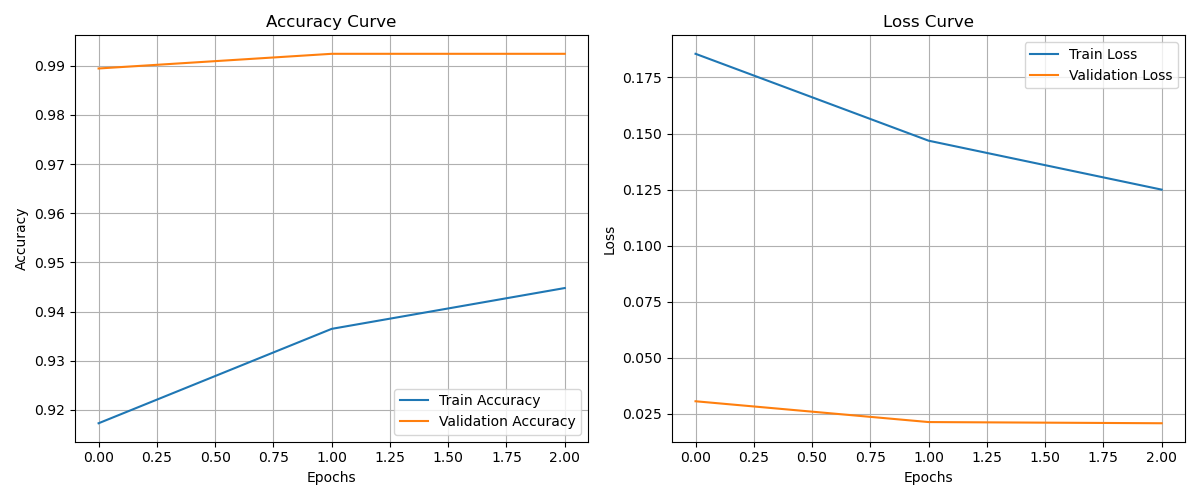 Accuracy Curve
Accuracy
0.99
0.98
0.97
0.96
0.95
0.94
0.93
0.92
Train Accuracy
Validation Accuracy
0.00 0.25 0.50 0.75 1.00 1.25 1.50 1.75 2.00
Epochs
Loss Curve
Loss
0.175
0.150
0.125
0.100
0.075
0.050
0.025
Train Loss
Validation Loss
0.00 0.25 0.50 0.75 1.00 1.25 1.50 1.75 2.00
Epochs